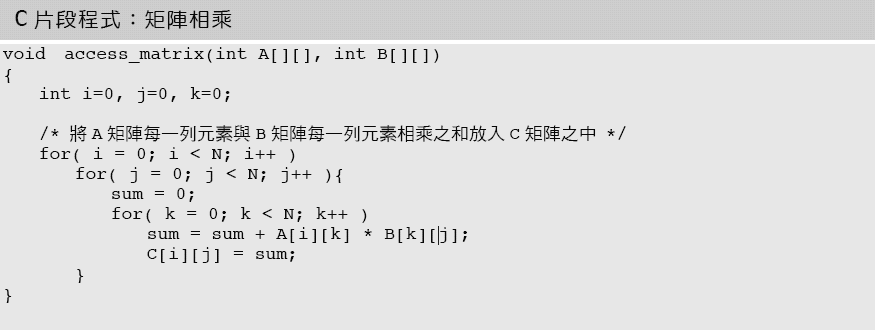 C 片段程式：矩陣相乘
void  access_matrix(int A[][], int B[][])
{
int i=0, j=0, k=0;
/* 將 A 矩陣每一列元素與 B 矩陣每一列元素相乘之和放入 C 矩陣之中 */
for( i = 0; i < N; i++ )
for( j = 0; j < N; j++ ){
sum = 0;
for( k = 0; k < N; k++ )
sum = sum + A[i][k] * B[k][j];
C[i][j] = sum;
}
}